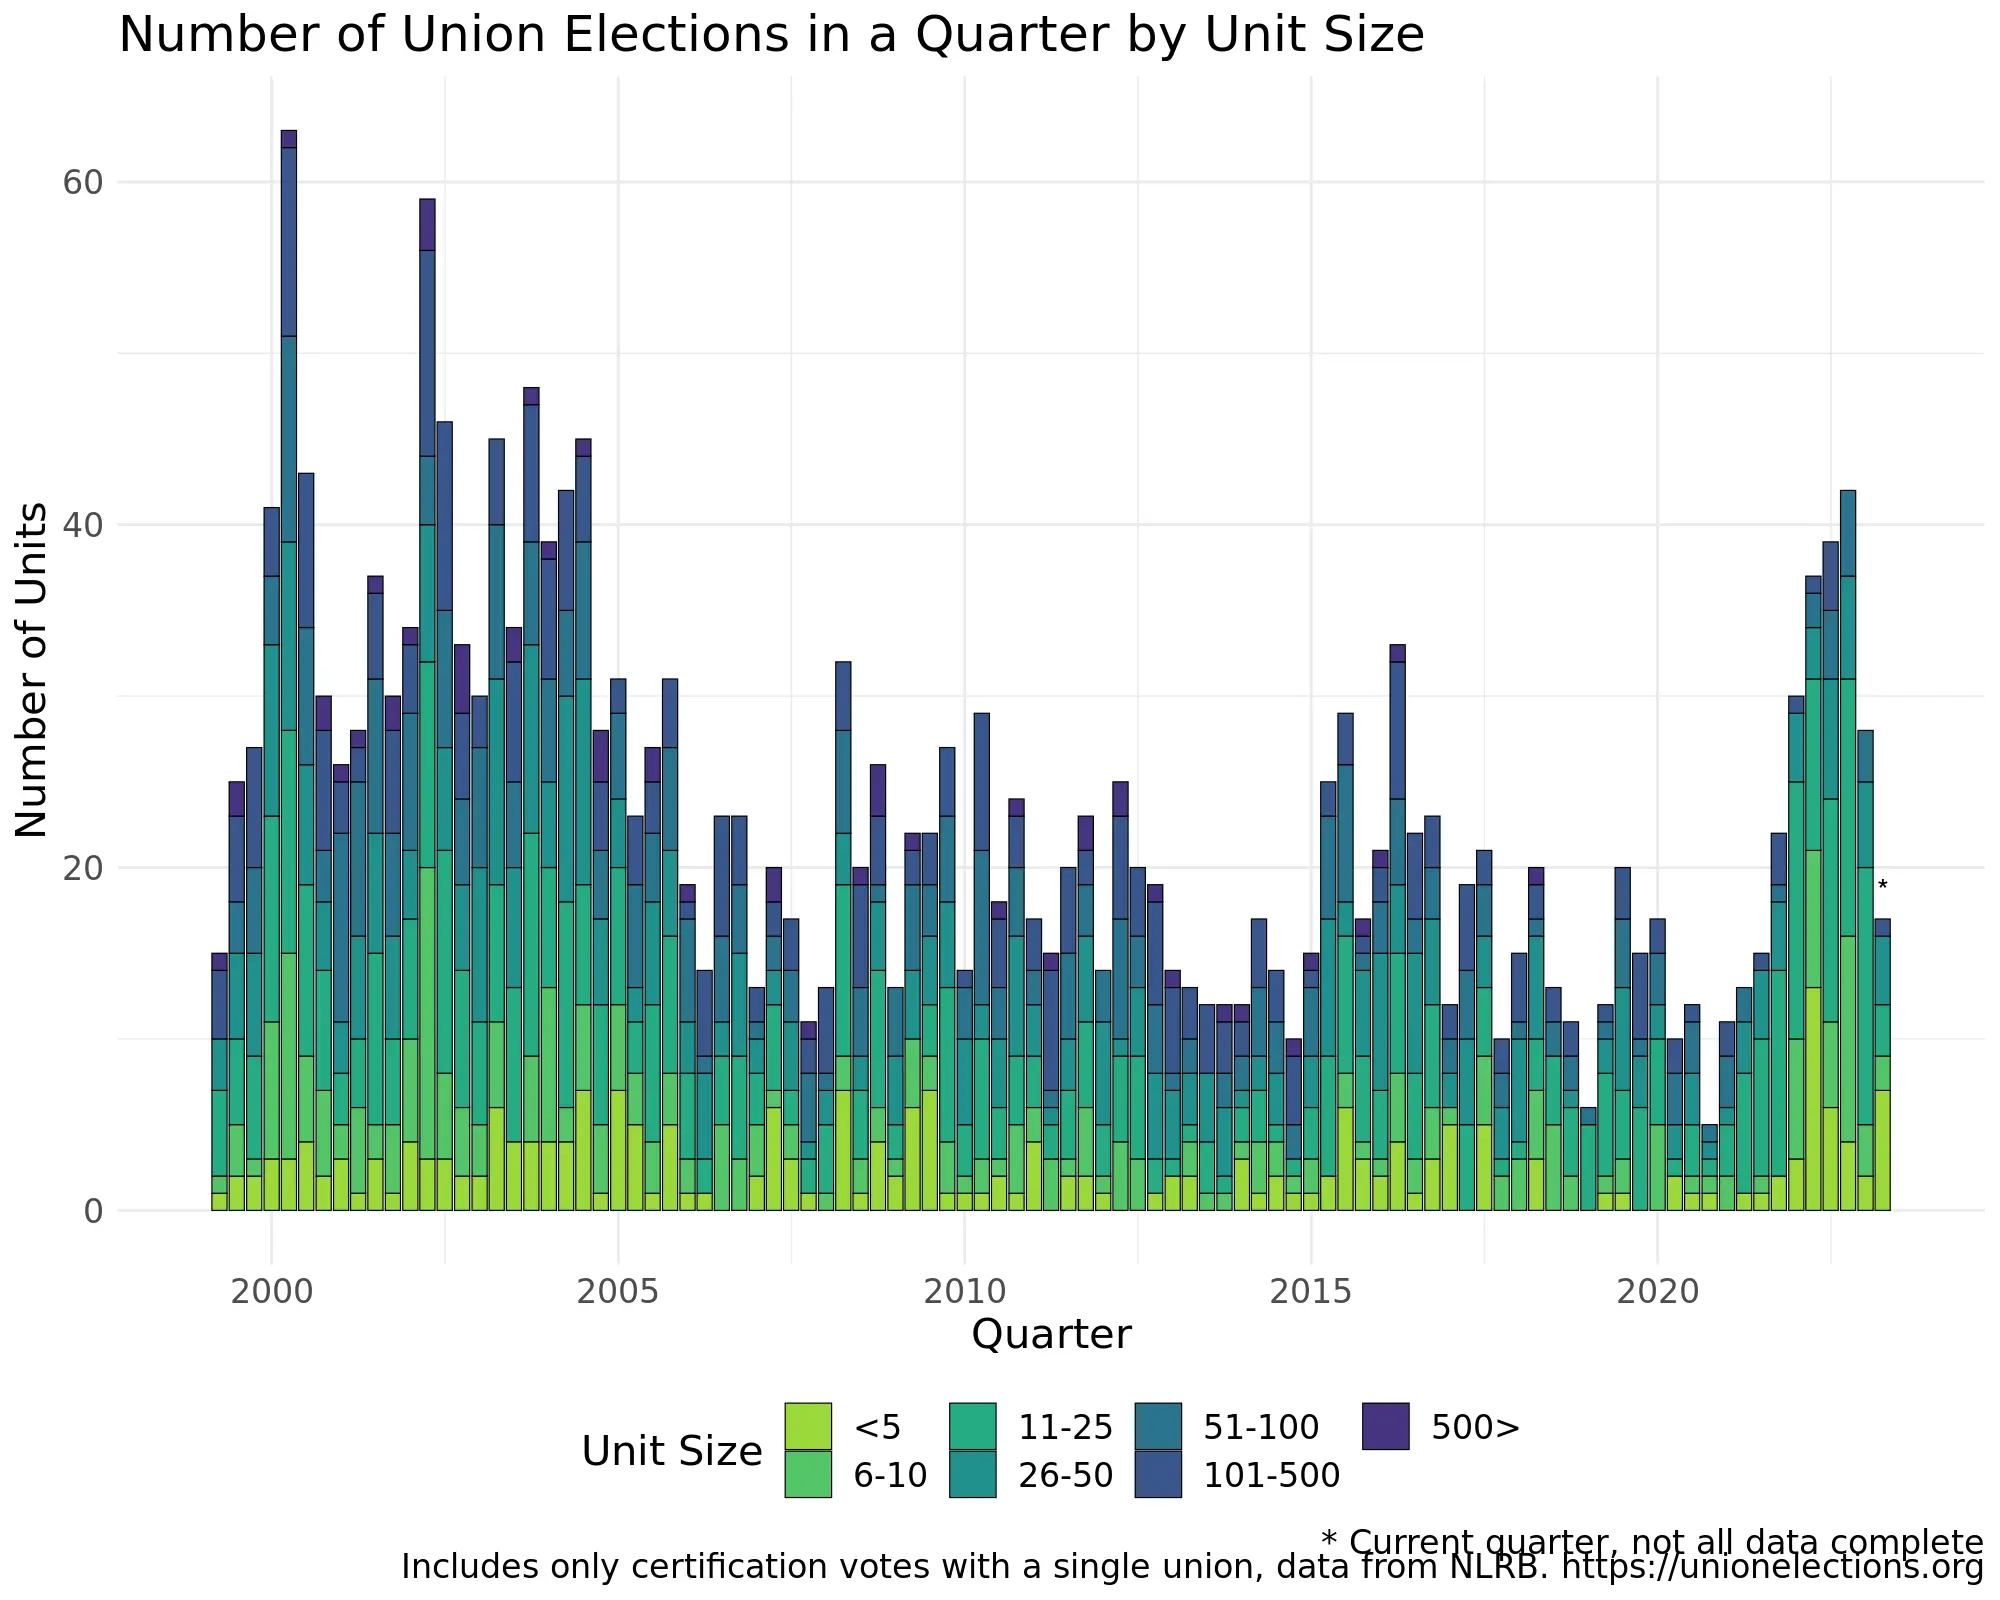 Number of Union Elections in a Quarter by Unit Size
Number of Units
60
40
20
0
*
2000 2005 2010 2015 2020
Quarter
Unit Size
<5 11-25 51-100 500>
6-10 26-50 101-500
* Current quarter, not all data complete
Includes only certification votes with a single union, data from NLRB. https://unionelections.org